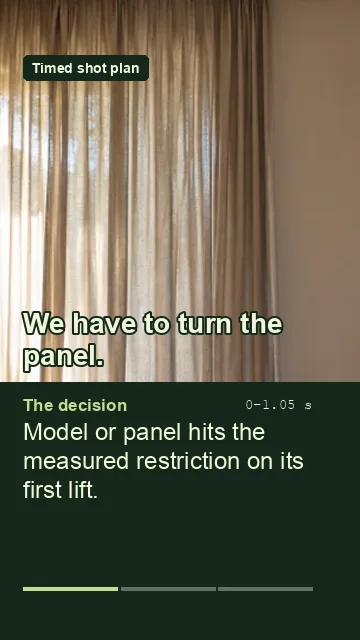 Timed shot plan
We have to turn the
panel.
The decision
0–1.05 s
Model or panel hits the
measured restriction on its
first lift.